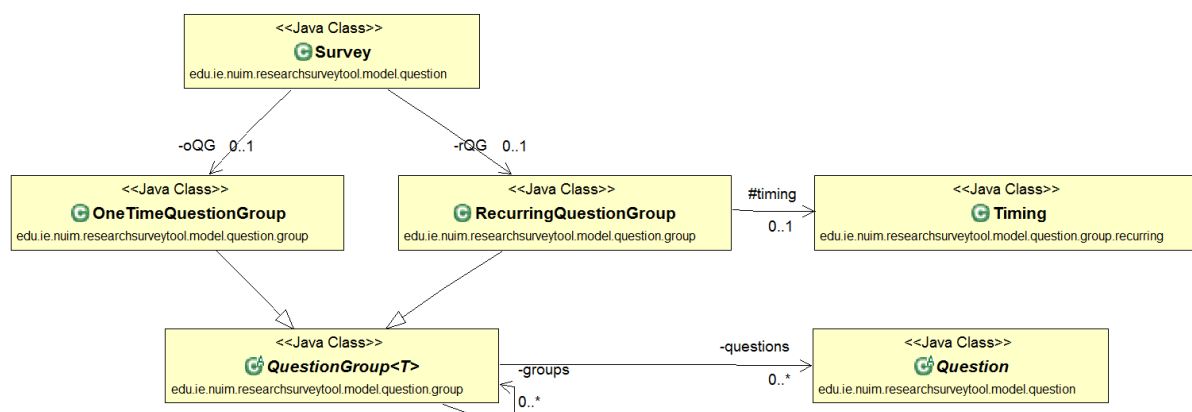 <<Java Class>>
Survey
edu.ie.nuim.researchsurveytool.model.question
-oQG 0..1
-rQG 0..1
<<Java Class>>
OneTimeQuestionGroup
edu.ie.nuim.researchsurveytool.model.question.group
<<Java Class>>
RecurringQuestionGroup
edu.ie.nuim.researchsurveytool.model.question.group
#timing
0..1
<<Java Class>>
Timing
edu.ie.nuim.researchsurveytool.model.question.group.recurring
<<Java Class>>
QuestionGroup<T>
edu.ie.nuim.researchsurveytool.model.question.group
-groups
0..*
-questions
0..*
<<Java Class>>
Question
edu.ie.nuim.researchsurveytool.model.question